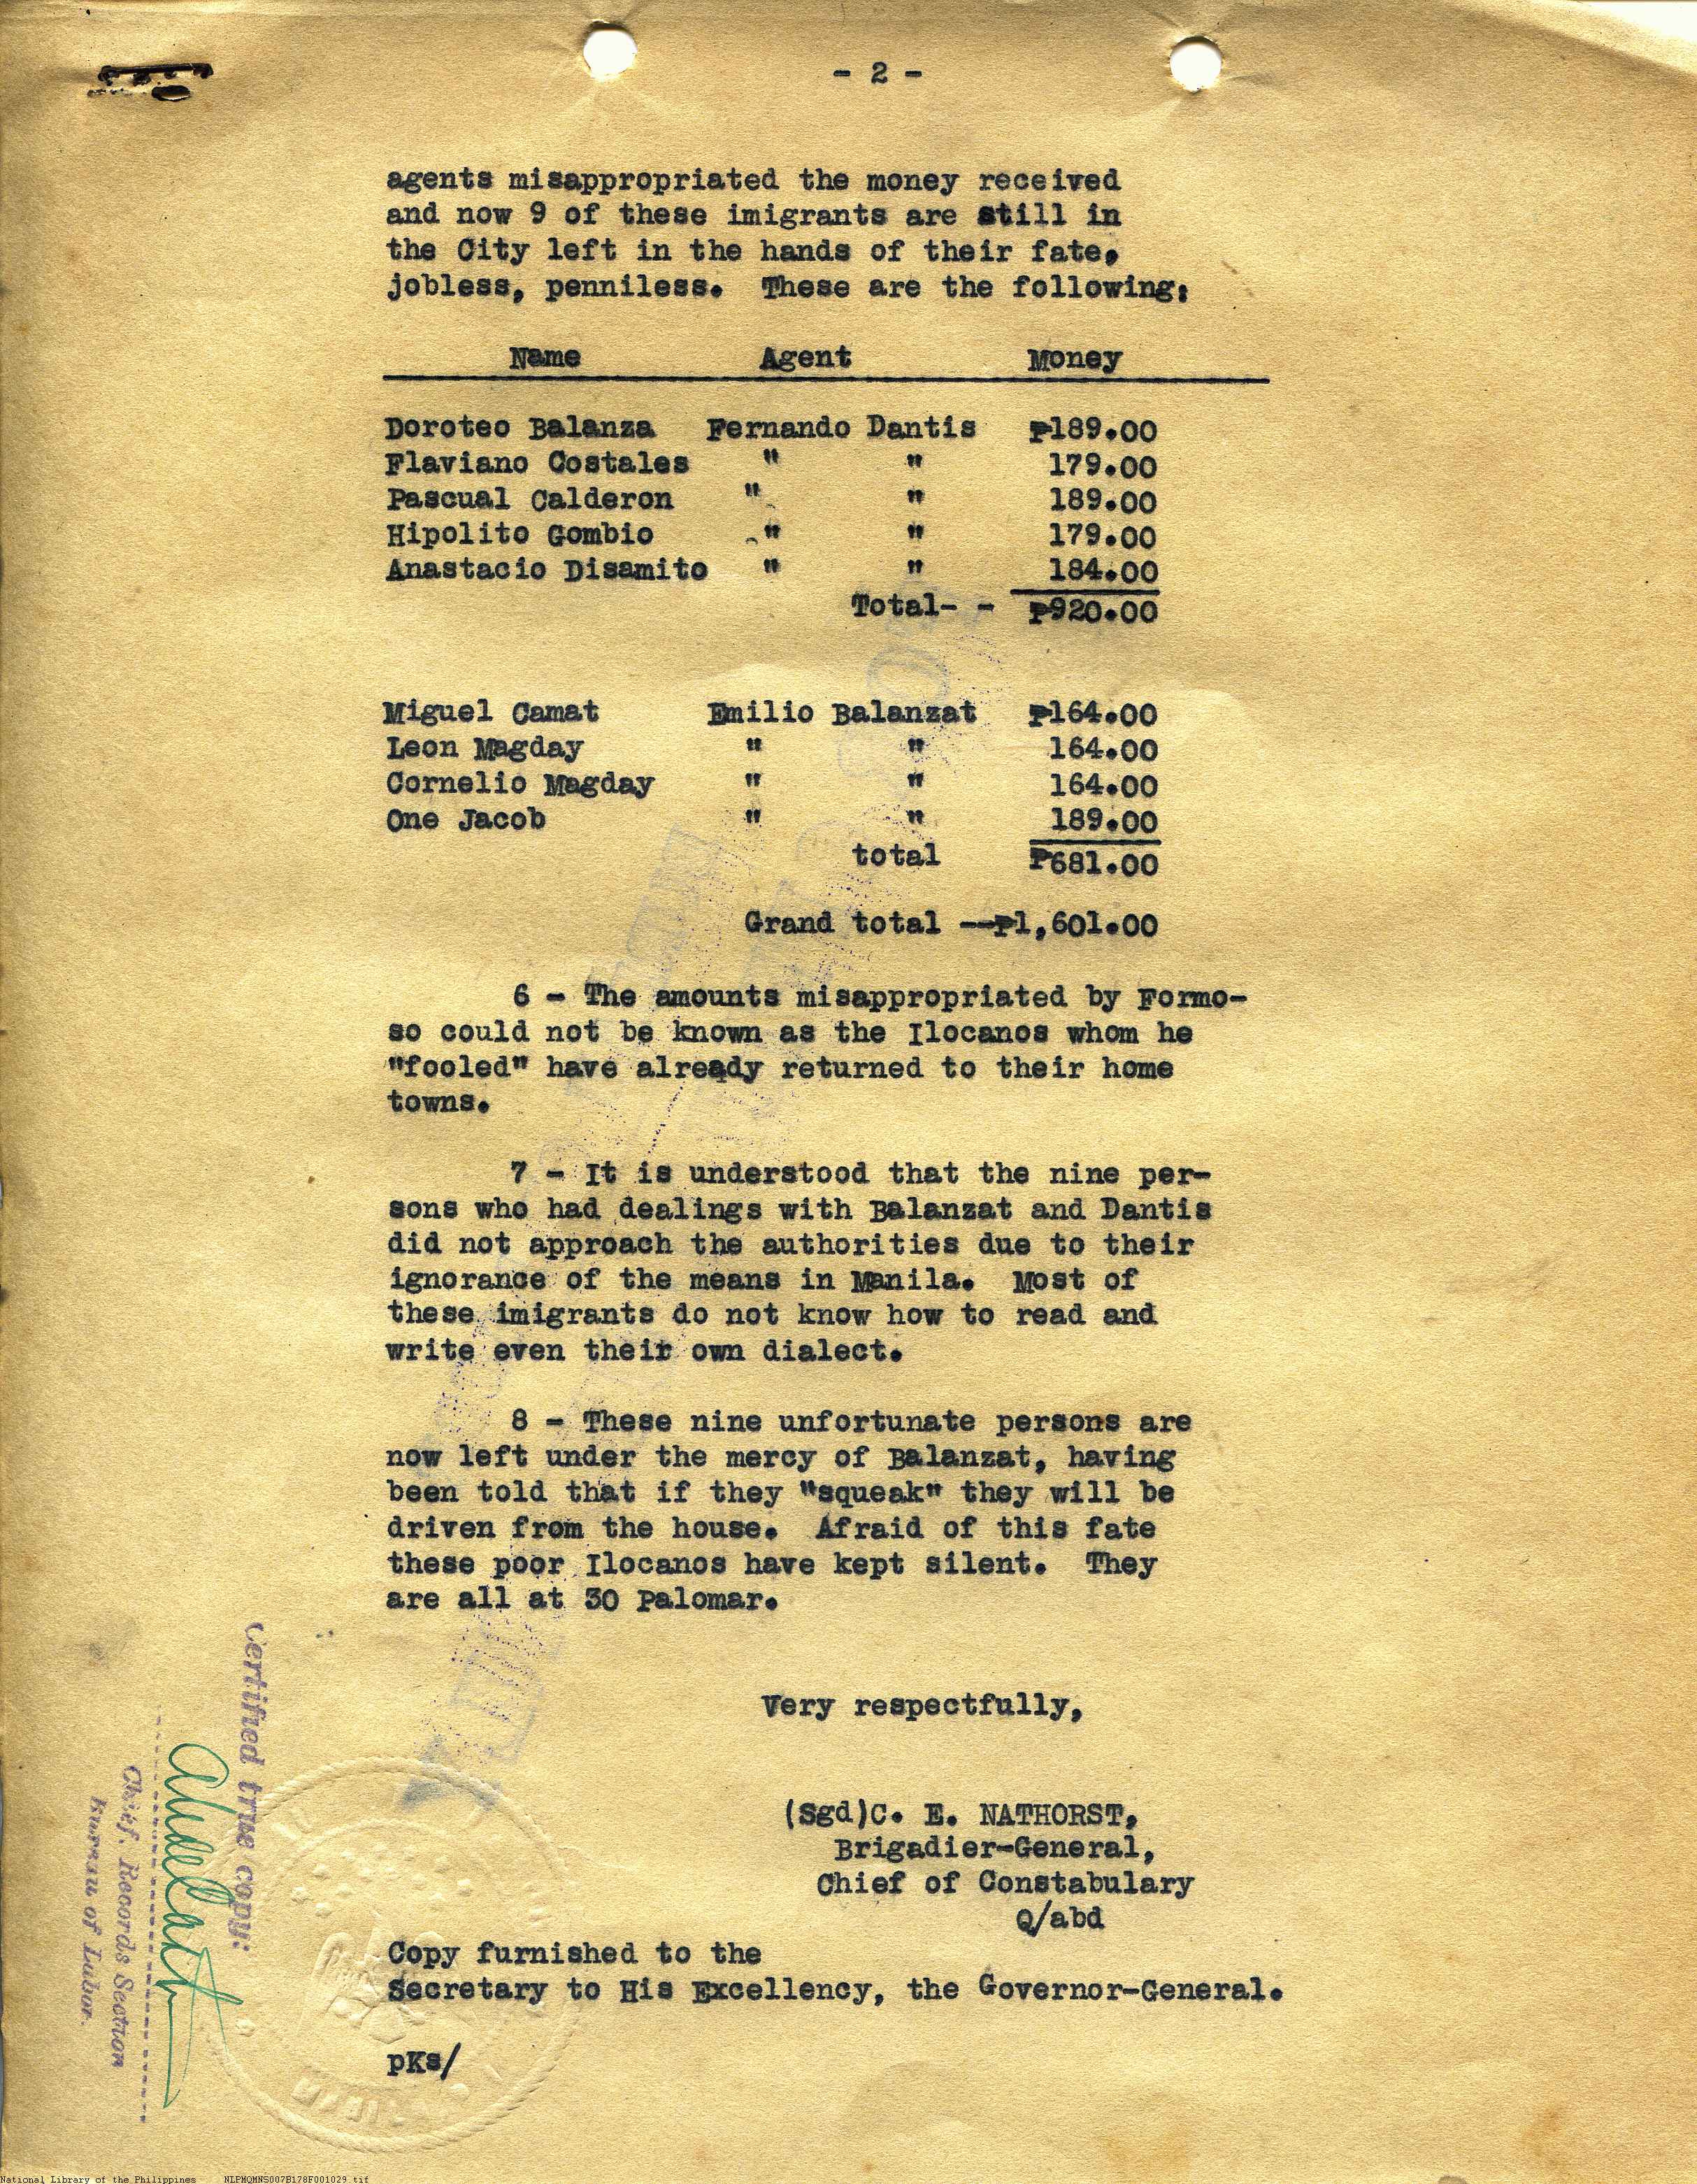 - 2 -
agents misappropriated the money received
and now 9 of these imigrants are still in
the City left in the hands of their fate,
jobless, penniless. These are the following:
Name Agent Money
Doroteo Balanza Fernando Dantis ₱189.00
Flaviano Costales " " 179.00
Pascual Calderon " " 189.00
Hipolito Gombio " " 179.00
Anastacio Disamito " " 184.00
Total- - ₱920.00
Miguel Camat Emilio Balanzat ₱164.00
Leon Magday " " 164.00
Cornelio Magday " " 164.00
One Jacob " " 189.00
total ₱681.00
Grand total --₱1,601.00
6 - The amounts misappropriated by Formo-
so could not be known as the Ilocanos whom he
"fooled" have already returned to their home
towns.
7 - It is understood that the nine per-
sons who had dealings with Balanzat and Dantis
did not approach the authorities due to their
ignorance of the means in Manila. Most of
these imigrants do not know how to read and
write even their own dialect.
8 - These nine unfortunate persons are
now left under the mercy of Balanzat, having
been told that if they "squeak" they will be
driven from the house. Afraid of this fate
these poor Ilocanos have kept silent. They
are all at 30 Palomar.
Very respectfully,
(Sgd)C. E. NATHORST,
Brigadier-General,
Chief of Constabulary
Q/abd
Copy furnished to the
Secretary to His Excellency, the Governor-General.
pKs/
Certified true copy:
Chief, Records Section
Bureau of Labor.
National Library of the Philippines NLPMQMNS007B178F001029.tif